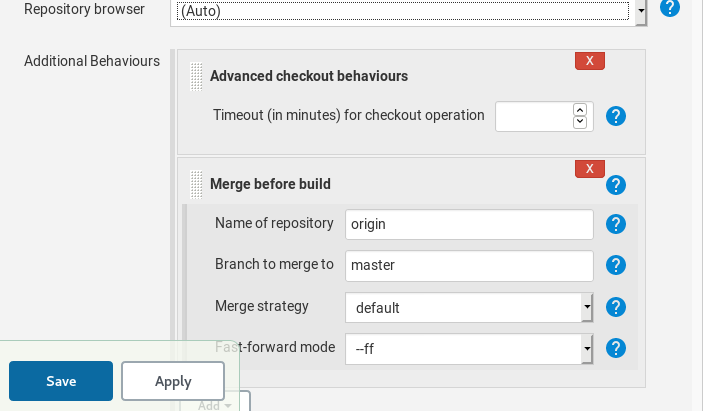 Repository browser
(Auto)
?
Additional Behaviours
X
Advanced checkout behaviours
Timeout (in minutes) for checkout operation
?
X
Merge before build
?
Name of repository
origin
?
Branch to merge to
master
?
Merge strategy
default
?
Fast-forward mode
--ff
?
Save
Apply
Add